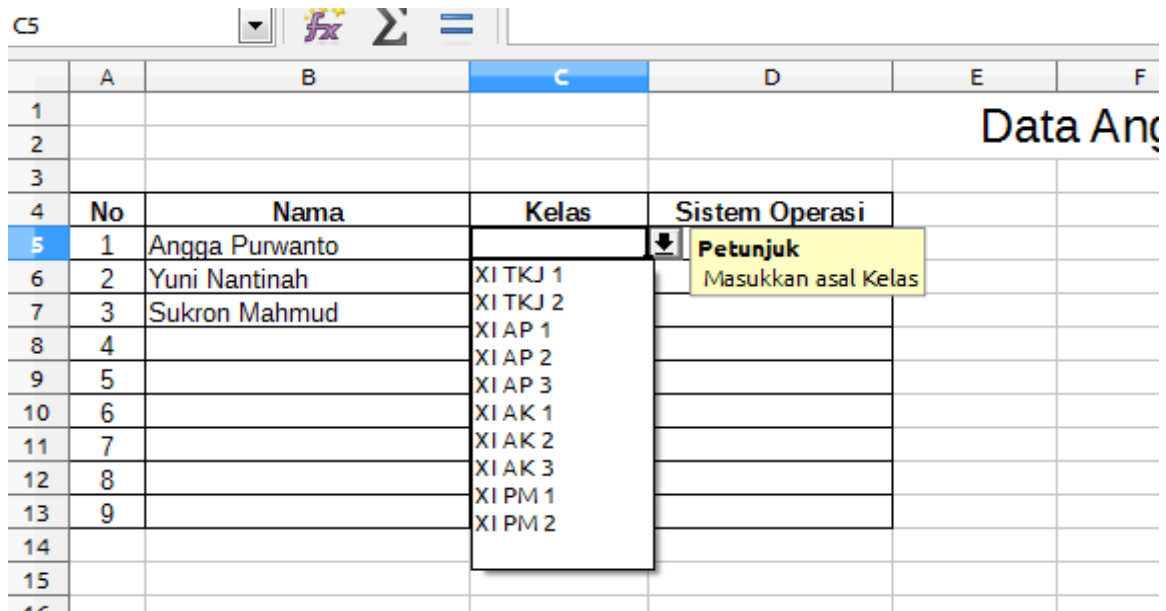 C5
A B C D E F
1 Data Ang
2
3
4 No Nama Kelas Sistem Operasi
5 1 Angga Purwanto
Petunjuk
Masukkan asal Kelas
6 2 Yuni Nantinah
7 3 Sukron Mahmud
8 4
9 5
10 6
11 7
12 8
13 9
14
15
16
XI TKJ 1
XI TKJ 2
XI AP 1
XI AP 2
XI AP 3
XI AK 1
XI AK 2
XI AK 3
XI PM 1
XI PM 2